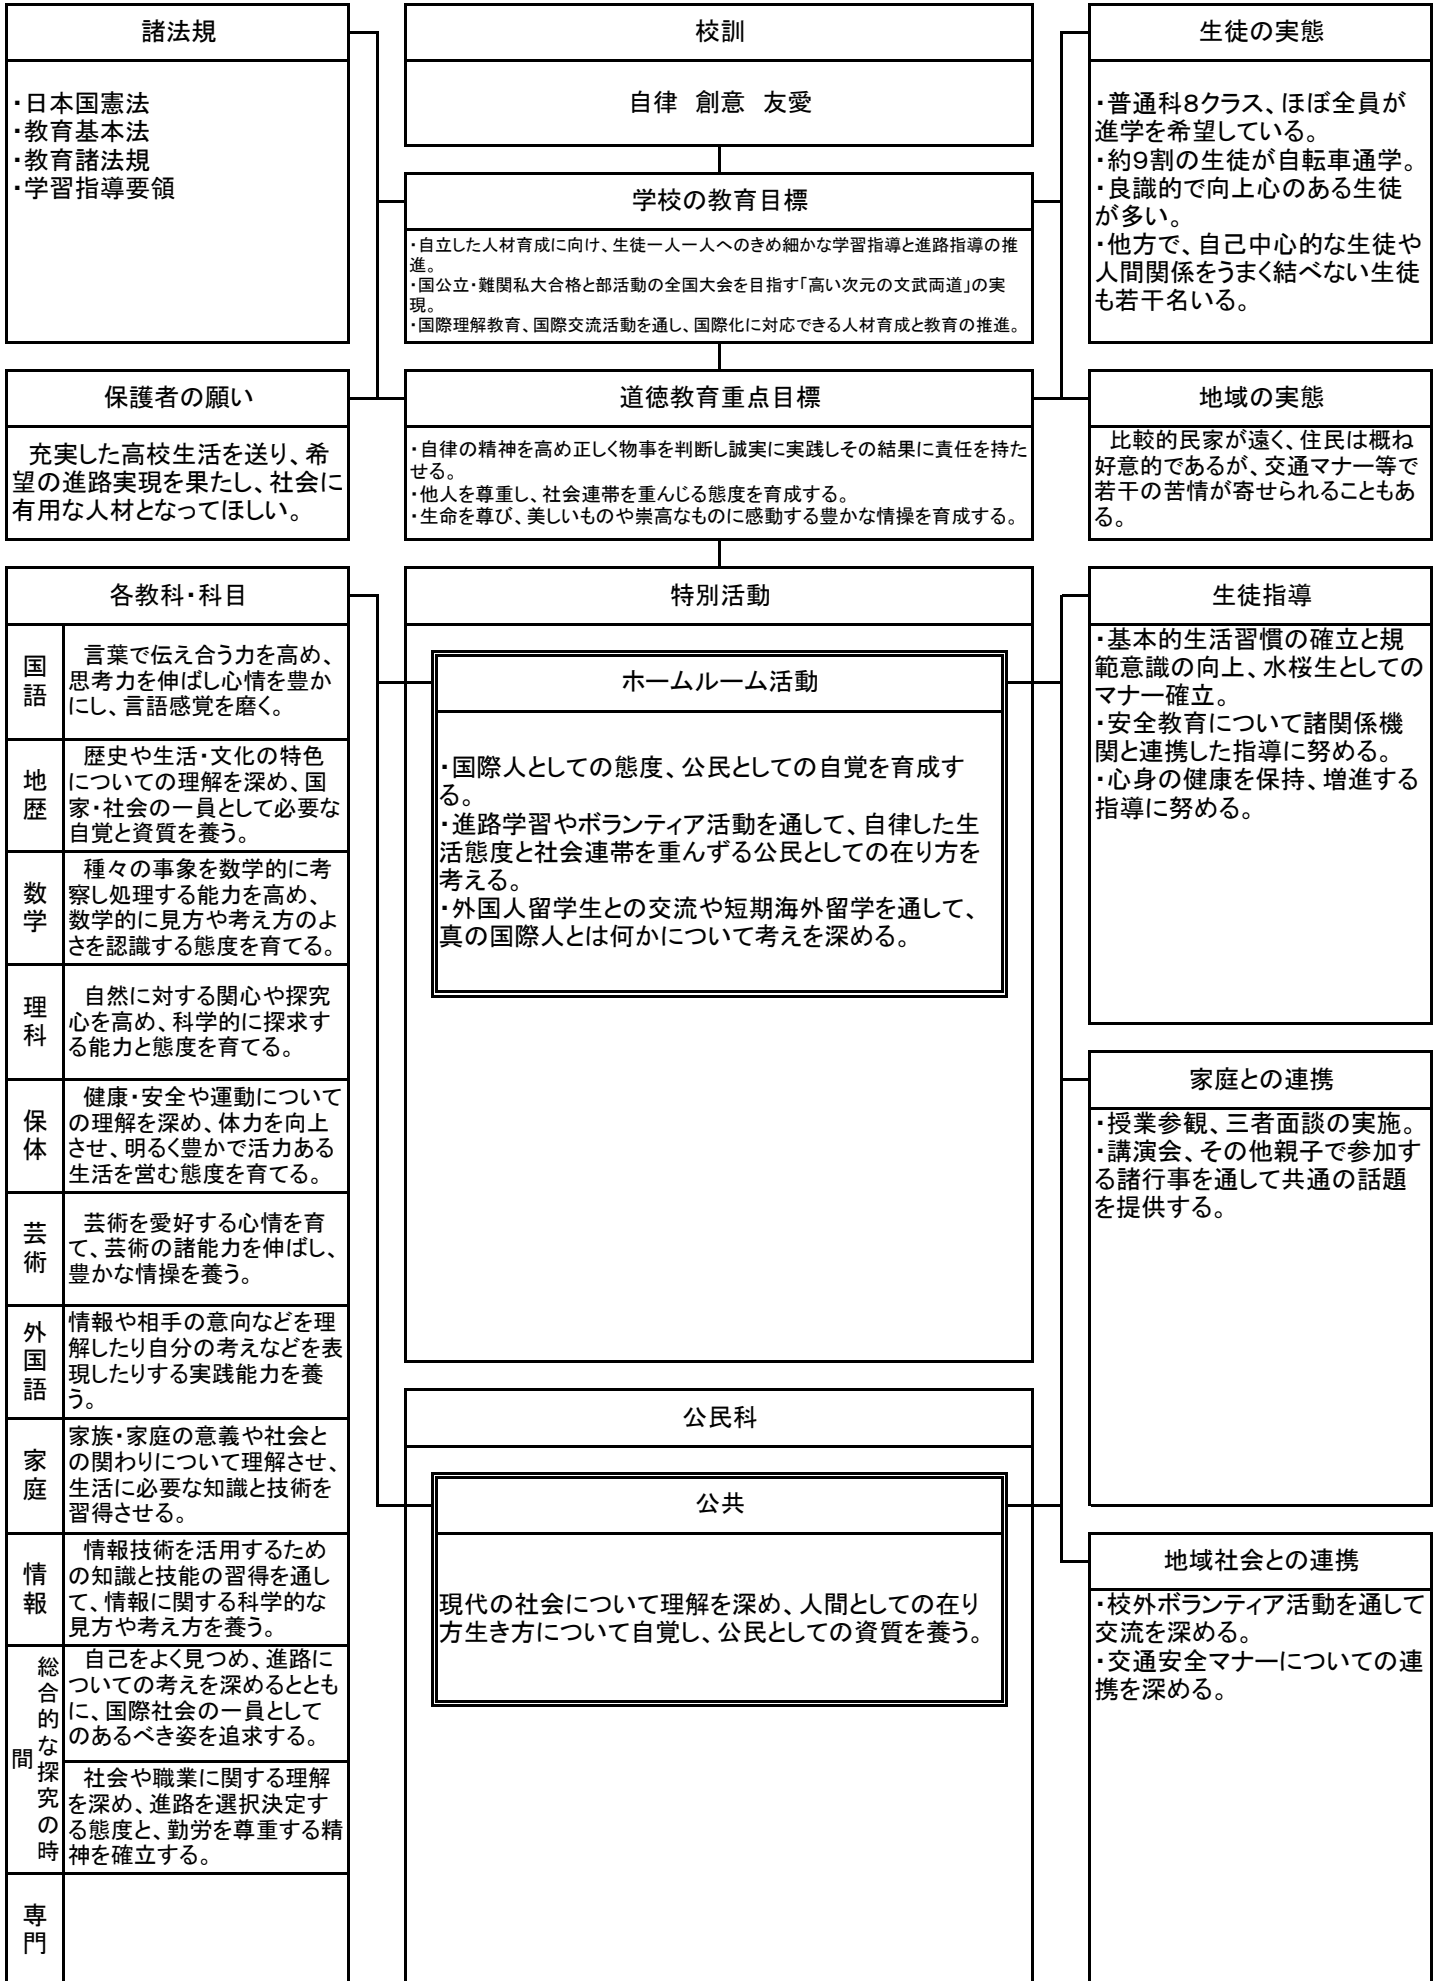 諸法規
・日本国憲法
・教育基本法
・教育諸法規
・学習指導要領
校訓
自律 創意 友愛
学校の教育目標
・自立した人材育成に向け、生徒一人一人へのきめ細かな学習指導と進路指導の推
進。
・国公立・難関私大合格と部活動の全国大会を目指す「高い次元の文武両道」の実
現。
・国際理解教育、国際交流活動を通し、国際化に対応できる人材育成と教育の推進。
生徒の実態
・普通科8クラス、ほぼ全員が
進学を希望している。
・約9割の生徒が自転車通学。
・良識的で向上心のある生徒
が多い。
・他方で、自己中心的な生徒や
人間関係をうまく結べない生徒
も若干名いる。
保護者の願い
充実した高校生活を送り、希
望の進路実現を果たし、社会に
有用な人材となってほしい。
道徳教育重点目標
・自律の精神を高め正しく物事を判断し誠実に実践しその結果に責任を持た
せる。
・他人を尊重し、社会連帯を重んじる態度を育成する。
・生命を尊び、美しいものや崇高なものに感動する豊かな情操を育成する。
地域の実態
比較的民家が遠く、住民は概ね
好意的であるが、交通マナー等で
若干の苦情が寄せられることもあ
る。
各教科・科目
国語
言葉で伝え合う力を高め、
思考力を伸ばし心情を豊か
にし、言語感覚を磨く。
地歴
歴史や生活・文化の特色
についての理解を深め、国
家・社会の一員として必要な
自覚と資質を養う。
数学
種々の事象を数学的に考
察し処理する能力を高め、
数学的に見方や考え方のよ
さを認識する態度を育てる。
理科
自然に対する関心や探究
心を高め、科学的に探求す
る能力と態度を育てる。
保体
健康・安全や運動について
の理解を深め、体力を向上
させ、明るく豊かで活力ある
生活を営む態度を育てる。
芸術
芸術を愛好する心情を育
て、芸術の諸能力を伸ばし、
豊かな情操を養う。
外国語
情報や相手の意向などを理
解したり自分の考えなどを表
現したりする実践能力を養
う。
家庭
家族・家庭の意義や社会と
の関わりについて理解させ、
生活に必要な知識と技術を
習得させる。
情報
情報技術を活用するため
の知識と技能の習得を通し
て、情報に関する科学的な
見方や考え方を養う。
総合的な探究の時
間
自己をよく見つめ、進路に
ついての考えを深めるととも
に、国際社会の一員として
のあるべき姿を追求する。
社会や職業に関する理解
を深め、進路を選択決定す
る態度と、勤労を尊重する精
神を確立する。
専門
特別活動
ホームルーム活動
・国際人としての態度、公民としての自覚を育成す
る。
・進路学習やボランティア活動を通して、自律した生
活態度と社会連帯を重んずる公民としての在り方を
考える。
・外国人留学生との交流や短期海外留学を通して、
真の国際人とは何かについて考えを深める。
公民科
公共
現代の社会について理解を深め、人間としての在り
方生き方について自覚し、公民としての資質を養う。
生徒指導
・基本的生活習慣の確立と規
範意識の向上、水桜生としての
マナー確立。
・安全教育について諸関係機
関と連携した指導に努める。
・心身の健康を保持、増進する
指導に努める。
家庭との連携
・授業参観、三者面談の実施。
・講演会、その他親子で参加す
る諸行事を通して共通の話題
を提供する。
地域社会との連携
・校外ボランティア活動を通して
交流を深める。
・交通安全マナーについての連
携を深める。